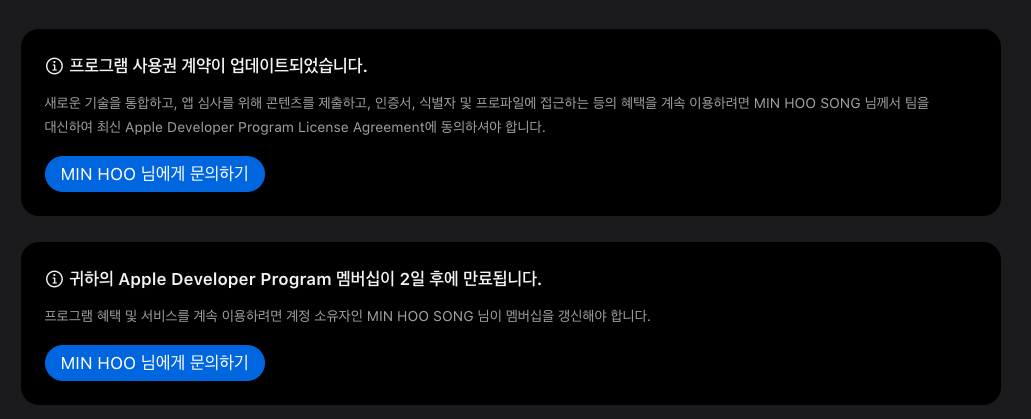 프로그램 사용권 계약이 업데이트되었습니다.
새로운 기술을 통합하고, 앱 심사를 위해 콘텐츠를 제출하고, 인증서, 식별자 및 프로파일에 접근하는 등의 혜택을 계속 이용하려면 MIN HOO SONG 님께서 팀을
대신하여 최신 Apple Developer Program License Agreement에 동의하셔야 합니다.
MIN HOO 님에게 문의하기
귀하의 Apple Developer Program 멤버십이 2일 후에 만료됩니다.
프로그램 혜택 및 서비스를 계속 이용하려면 계정 소유자인 MIN HOO SONG 님이 멤버십을 갱신해야 합니다.
MIN HOO 님에게 문의하기